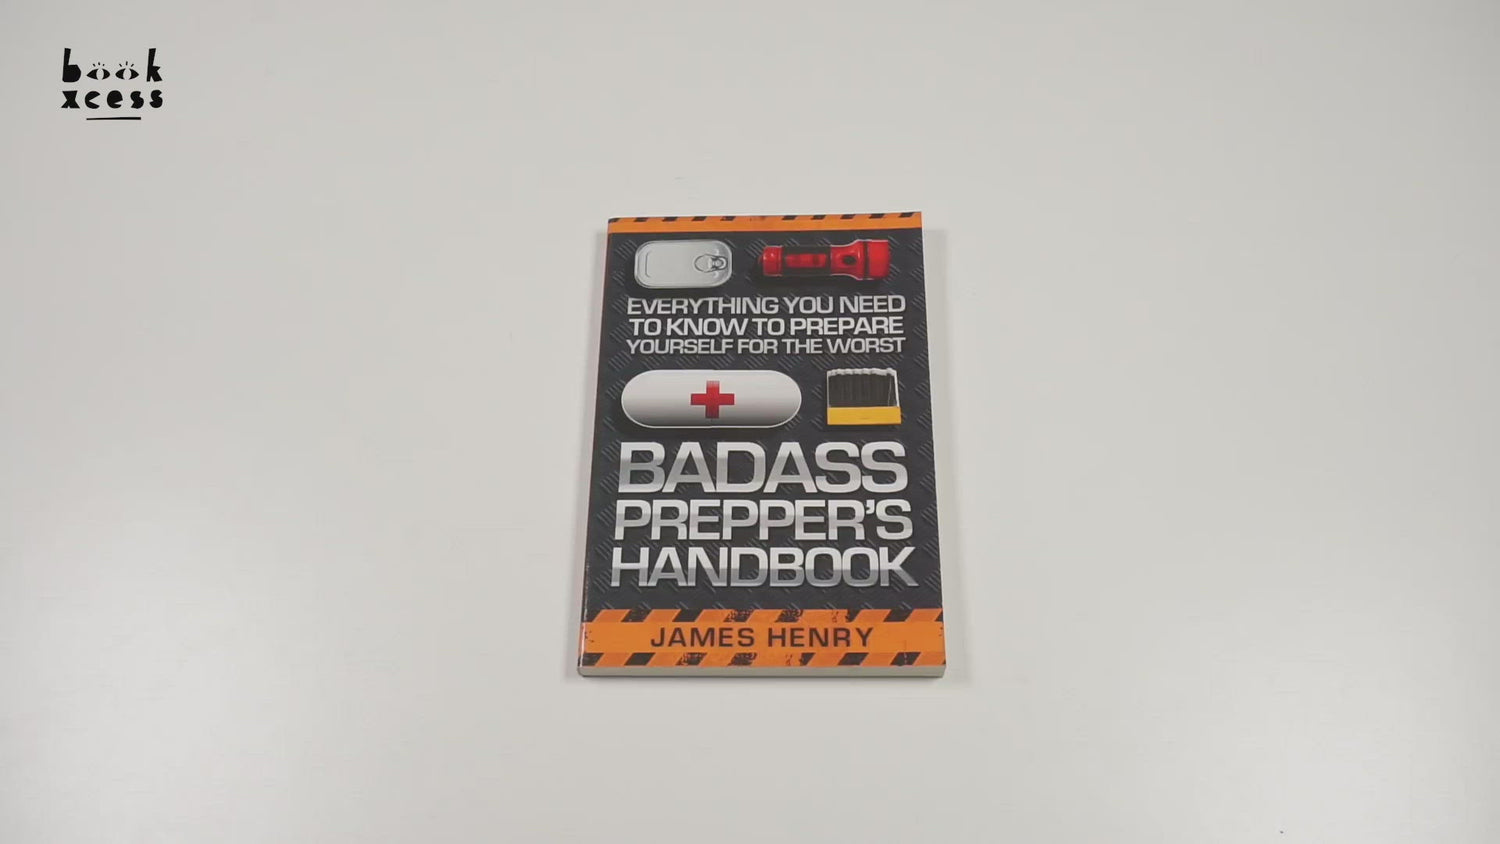 book
xcess
EVERYTHING YOU NEED
TO KNOW TO PREPARE
YOURSELF FOR THE WORST
BADASS
PREPPER'S
HANDBOOK
JAMES HENRY